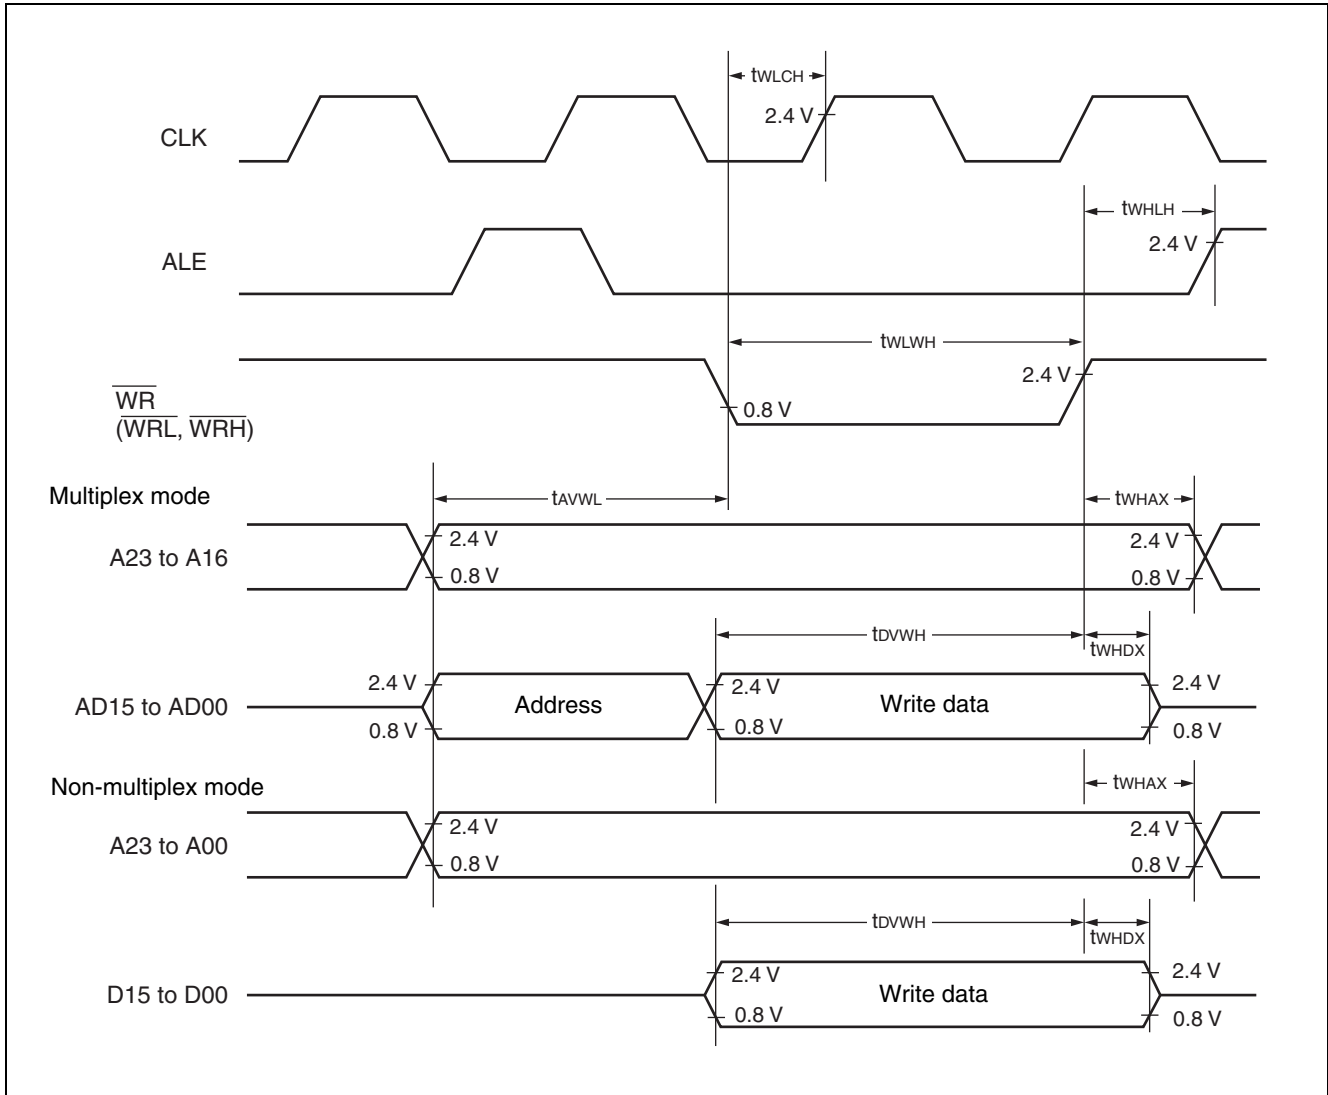 tWLCH
2.4 V
CLK
tWHLH
2.4 V
ALE
tWLWH
2.4 V
WR
0.8 V
(WRL, WRH)
Multiplex mode
tAVWL
tWHAX
2.4 V
2.4 V
A23 to A16
0.8 V
0.8 V
tDVWH
tWHDX
2.4 V
2.4 V
2.4 V
AD15 to AD00
Address
Write data
0.8 V
0.8 V
0.8 V
Non-multiplex mode
tWHAX
2.4 V
2.4 V
A23 to A00
0.8 V
0.8 V
tDVWH
tWHDX
2.4 V
2.4 V
D15 to D00
Write data
0.8 V
0.8 V